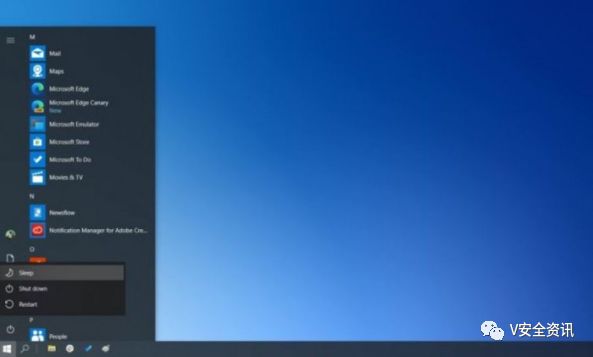 M
Mail
Maps
Microsoft Edge
Microsoft Edge Canary
New
Microsoft Emulator
Microsoft Store
Microsoft To Do
Movies & TV
N
Newsflow
Notification Manager for Adobe Cre...
O
Sleep
Shut down
Restart
P
People
V安全资讯